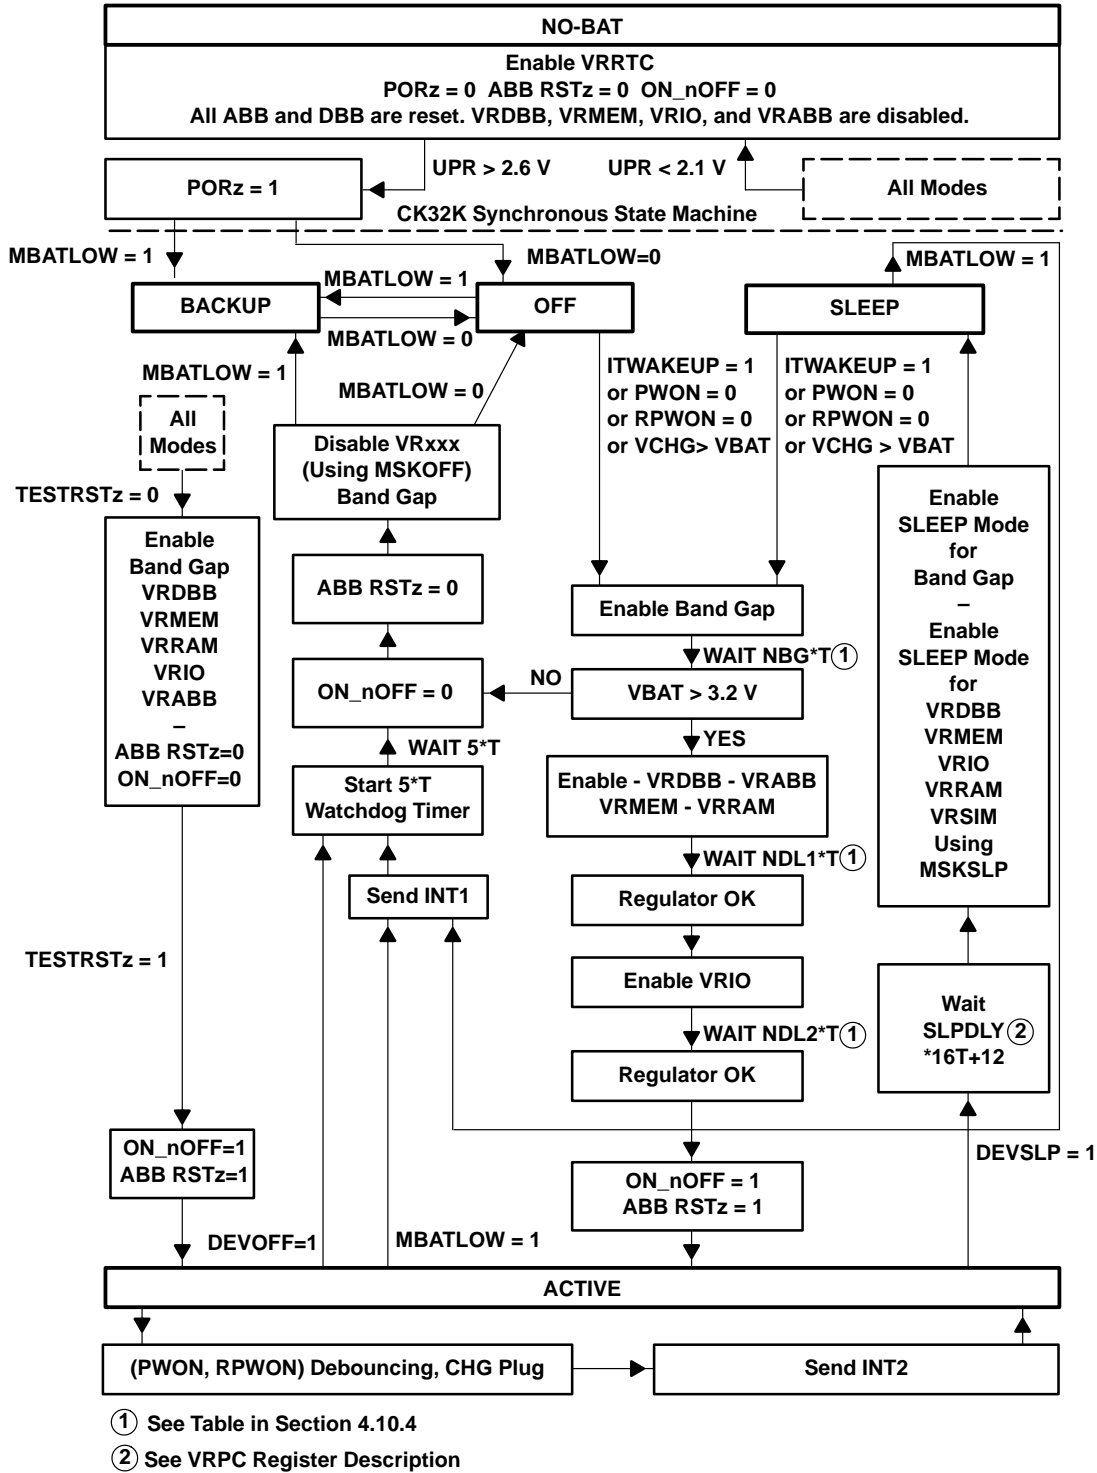 NO-BAT
Enable VRRTC
PORz = 0 ABB RSTz = 0 ON_nOFF = 0
All ABB and DBB are reset. VRDBB, VRMEM, VRIO, and VRABB are disabled.
UPR > 2.6 V
UPR < 2.1 V
PORz = 1
All Modes
CK32K Synchronous State Machine
MBATLOW = 1
MBATLOW=0
MBATLOW = 1
MBATLOW = 1
BACKUP
OFF
SLEEP
MBATLOW = 0
MBATLOW = 1
MBATLOW = 0
ITWAKEUP = 1
or PWON = 0
or RPWON = 0
or VCHG> VBAT
ITWAKEUP = 1
or PWON = 0
or RPWON = 0
or VCHG > VBAT
All
Modes
Disable VRxxx
(Using MSKOFF)
Band Gap
TESTRSTz = 0
Enable
Band Gap
VRDBB
VRMEM
VRRAM
VRIO
VRABB
–
ABB RSTz=0
ON_nOFF=0
Enable
SLEEP Mode
for
Band Gap
–
Enable
SLEEP Mode
for
VRDBB
VRMEM
VRIO
VRRAM
VRSIM
Using
MSKSLP
ABB RSTz = 0
Enable Band Gap
WAIT NBG*T 1
ON_nOFF = 0
NO
VBAT > 3.2 V
WAIT 5*T
YES
Start 5*T
Watchdog Timer
Enable - VRDBB - VRABB
VRMEM - VRRAM
WAIT NDL1*T 1
Send INT1
Regulator OK
TESTRSTz = 1
Enable VRIO
Wait
SLPDLY 2
*16T+12
WAIT NDL2*T 1
Regulator OK
ON_nOFF=1
ABB RSTz=1
DEVSLP = 1
ON_nOFF = 1
ABB RSTz = 1
DEVOFF=1
MBATLOW = 1
ACTIVE
(PWON, RPWON) Debouncing, CHG Plug
Send INT2
1 See Table in Section 4.10.4
2 See VRPC Register Description